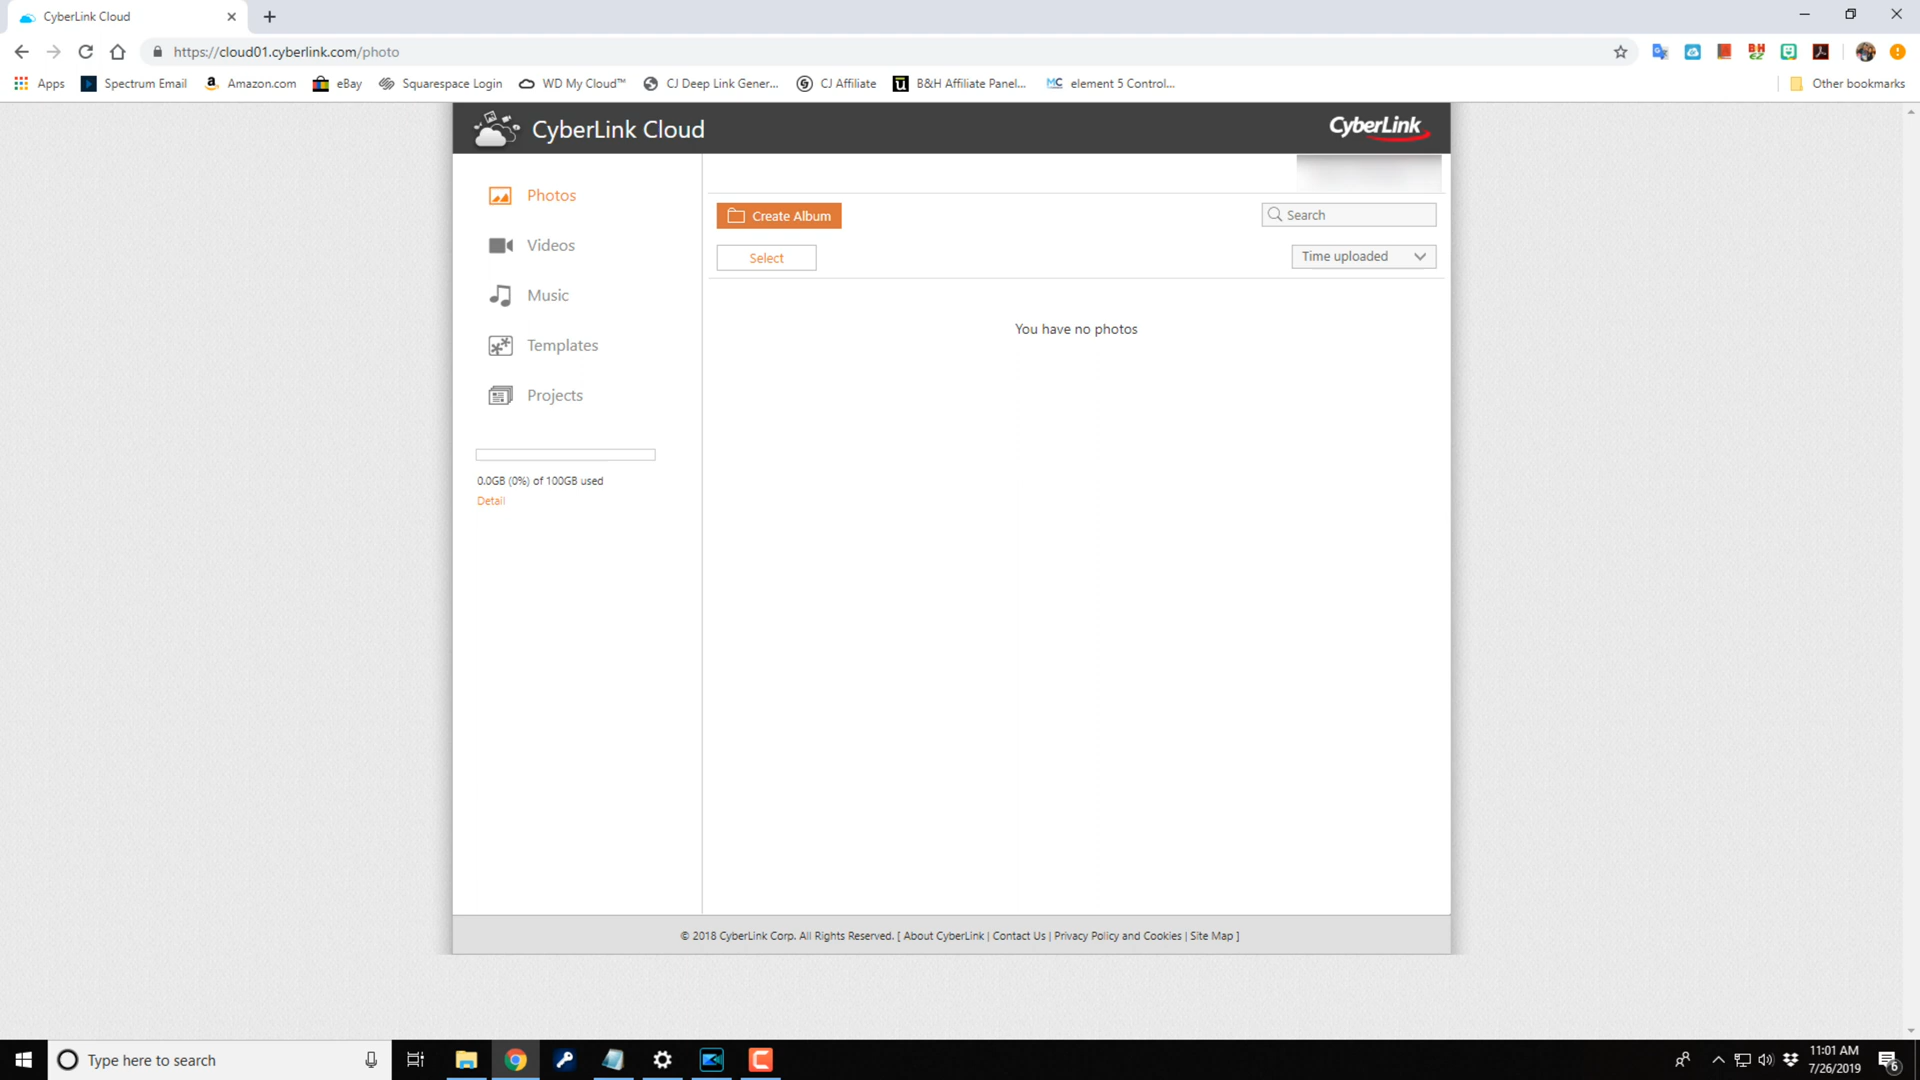 CyberLink Cloud
https://cloud01.cyberlink.com/photo
Apps Spectrum Email Amazon.com eBay Squarespace Login WD My Cloud™ CJ Deep Link Gener... CJ Affiliate B&H Affiliate Panel... element 5 Control... Other bookmarks
CyberLink Cloud CyberLink
Photos
Videos
Music
Templates
Projects
0.0GB (0%) of 100GB used
Detail
Create Album Search
Select Time uploaded
You have no photos
© 2018 CyberLink Corp. All Rights Reserved. [ About CyberLink | Contact Us | Privacy Policy and Cookies | Site Map ]
Type here to search
11:01 AM
7/26/2019
6